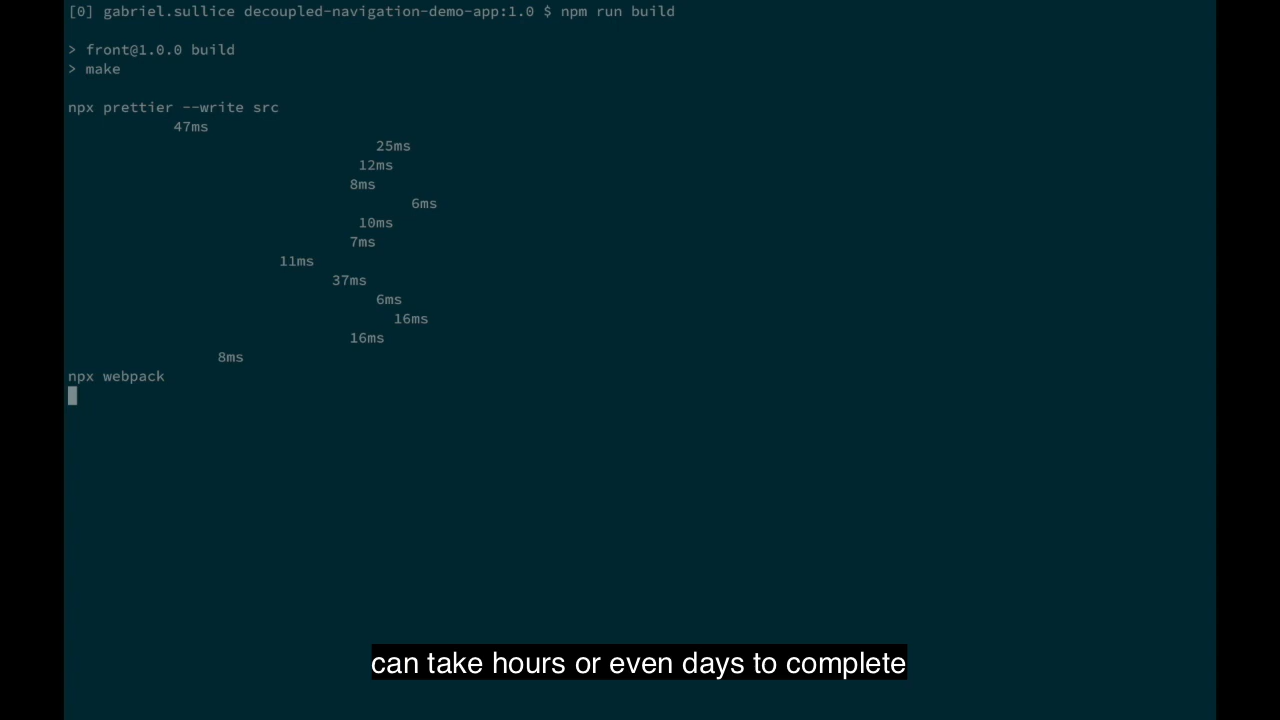 [0] gabriel.sullice decoupled-navigation-demo-app:1.0 $ npm run build
> front@1.0.0 build
> make
npx prettier --write src
47ms
25ms
12ms
8ms
6ms
10ms
7ms
11ms
37ms
6ms
16ms
16ms
8ms
npx webpack
can take hours or even days to complete